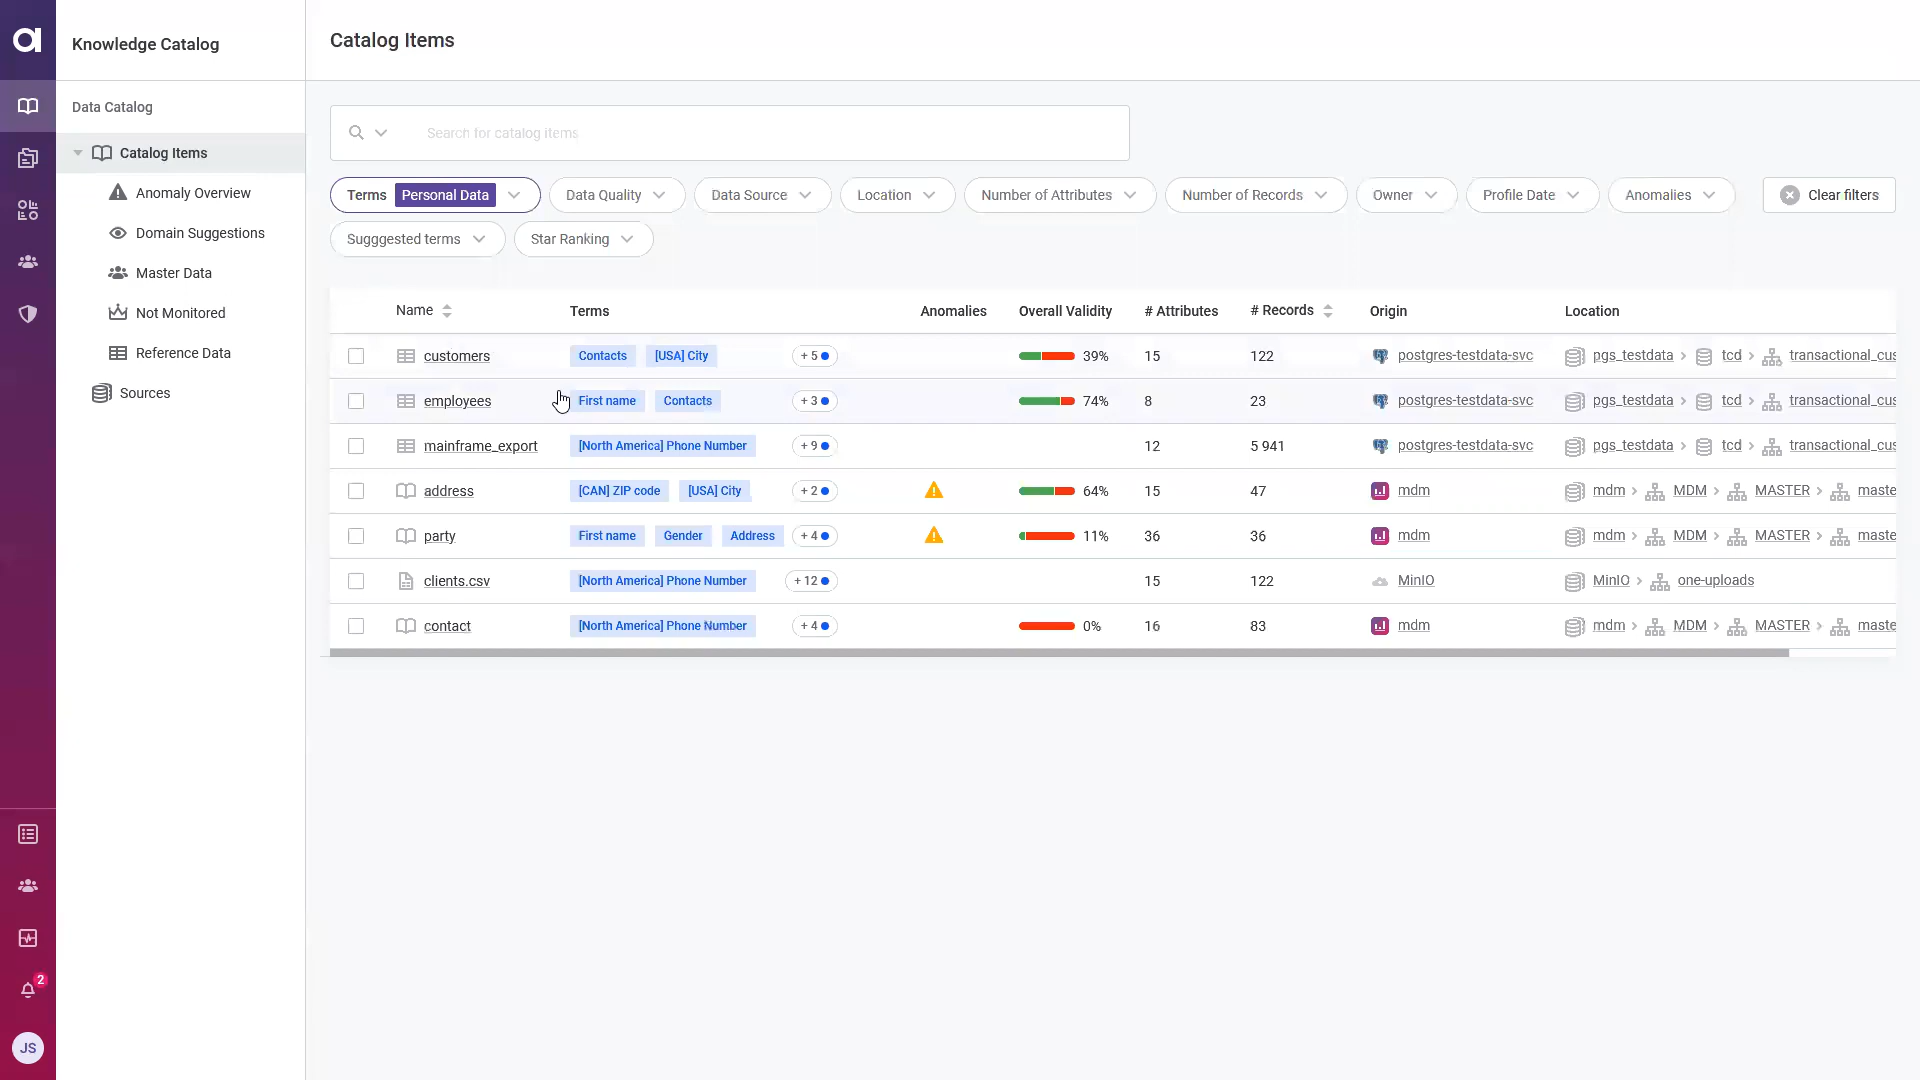 Knowledge Catalog
Catalog Items
Data Catalog
Catalog Items
Anomaly Overview
Domain Suggestions
Master Data
Not Monitored
Reference Data
Sources
2
JS
Search for catalog items
Terms Personal Data Data Quality Data Source Location Number of Attributes Number of Records Owner Profile Date Anomalies Clear filters
Sugggested terms Star Ranking
Name Terms Anomalies Overall Validity # Attributes # Records Origin Location
customers Contacts [USA] City + 5 39% 15 122 postgres-testdata-svc pgs_testdata > tcd > transactional_cus
employees First name Contacts + 3 74% 8 23 postgres-testdata-svc pgs_testdata > tcd > transactional_cus
mainframe_export [North America] Phone Number + 9 12 5 941 postgres-testdata-svc pgs_testdata > tcd > transactional_cus
address [CAN] ZIP code [USA] City + 2 64% 15 47 mdm mdm > MDM > MASTER > maste
party First name Gender Address + 4 11% 36 36 mdm mdm > MDM > MASTER > maste
clients.csv [North America] Phone Number + 12 15 122 MinIO MinIO > one-uploads
contact [North America] Phone Number + 4 0% 16 83 mdm mdm > MDM > MASTER > maste